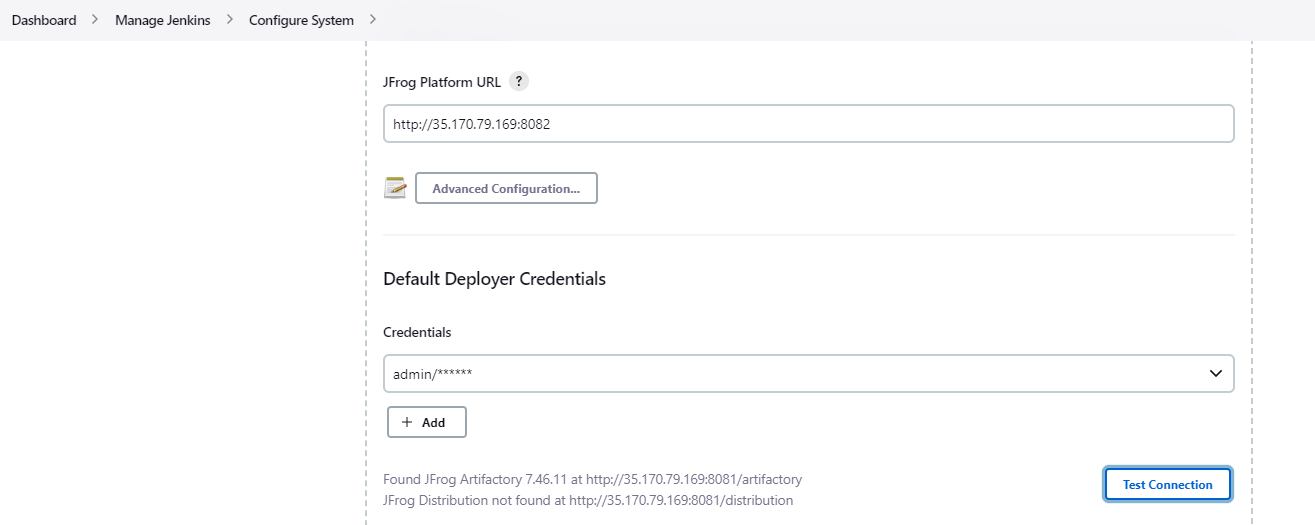 Dashboard > Manage Jenkins > Configure System >
JFrog Platform URL ?
http://35.170.79.169:8082
Advanced Configuration...
Default Deployer Credentials
Credentials
admin/******
+ Add
Found JFrog Artifactory 7.46.11 at http://35.170.79.169:8081/artifactory
JFrog Distribution not found at http://35.170.79.169:8081/distribution
Test Connection